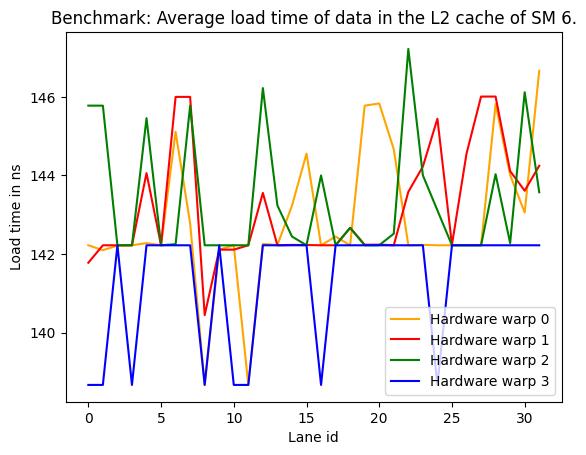 Benchmark: Average load time of data in the L2 cache of SM 6.
Load time in ns
146
144
142
140
0 5 10 15 20 25 30
Lane id
Hardware warp 0
Hardware warp 1
Hardware warp 2
Hardware warp 3